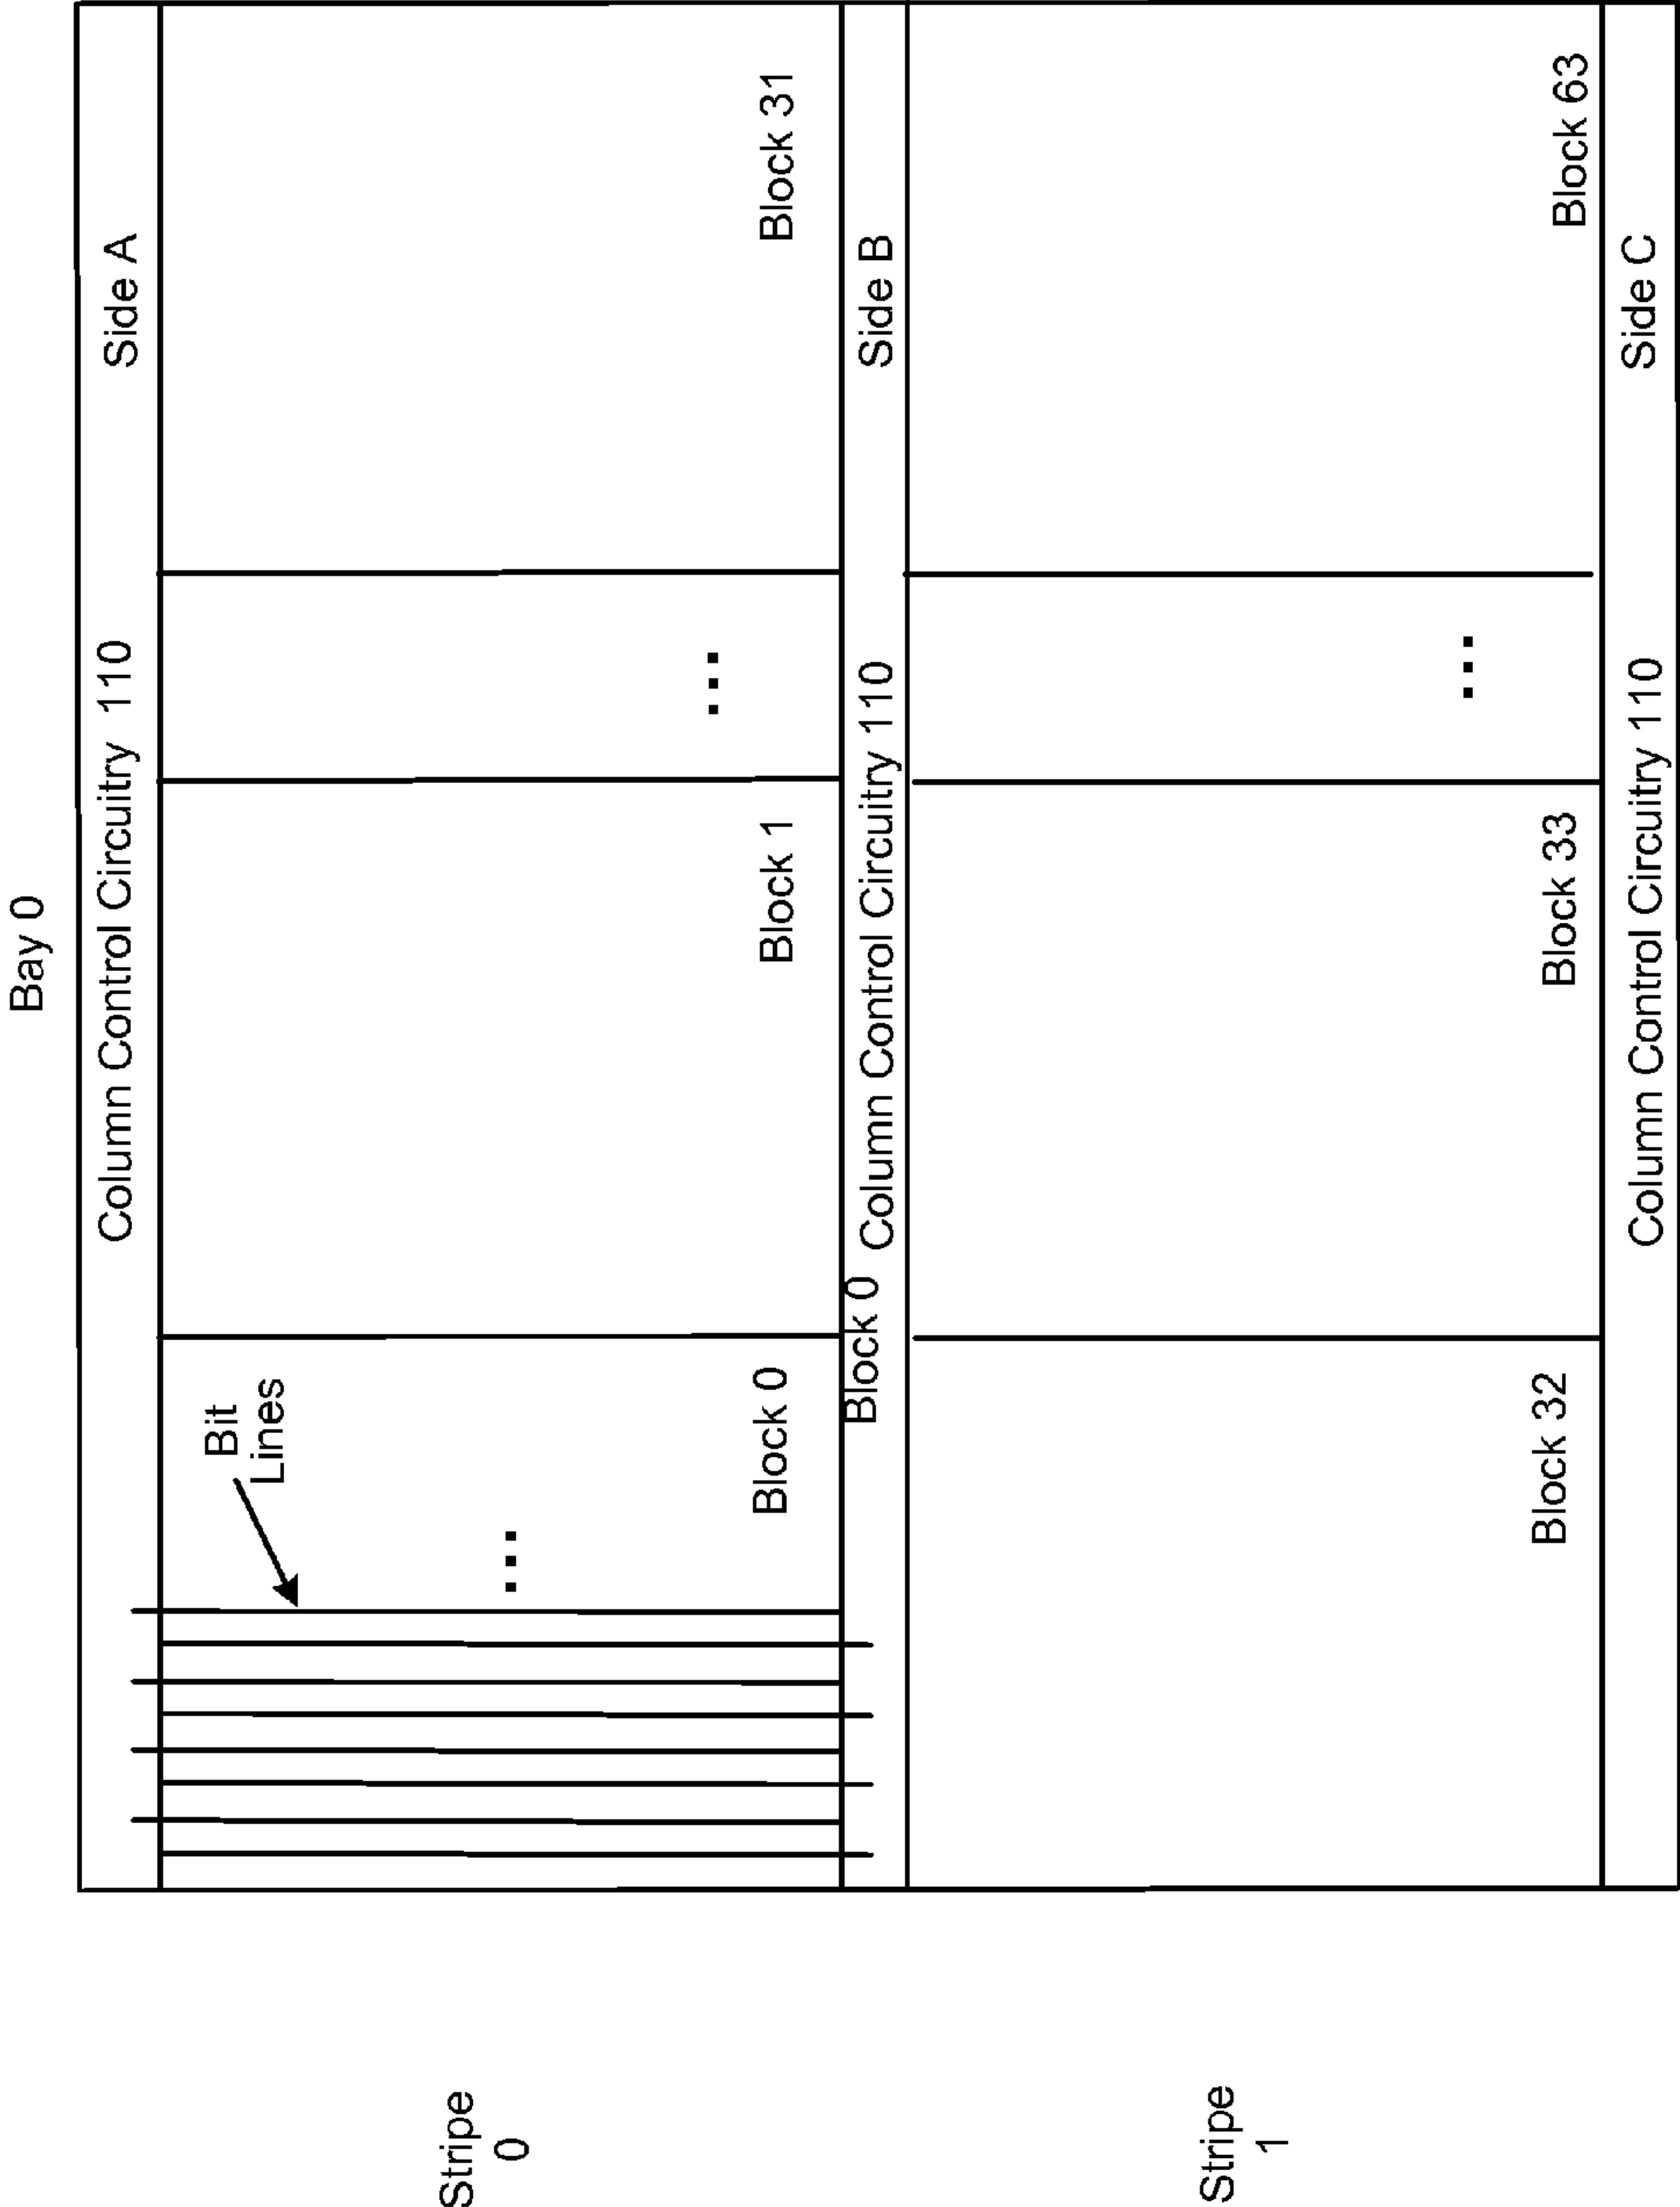 Bay 0
Column Control Circuitry 110
Side A
Bit
Lines
...
...
Stripe
0
Block 0
Block 1
Block 31
Block 0
Column Control Circuitry 110
Side B
...
Stripe
1
Block 32
Block 33
Block 63
Column Control Circuitry 110
Side C